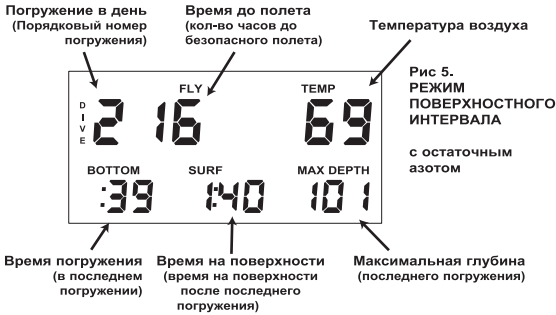 Погружение в день
(Порядковый номер
погружения)
Время до полета
(кол-во часов до
безопасного полета)
Температура воздуха
Рис 5.
РЕЖИМ
ПОВЕРХНОСТНОГО
ИНТЕРВАЛА
с остаточным
азотом
DIVE
2
FLY
16
TEMP
69
BOTTOM
:39
SURF
1:40
MAX DEPTH
101
Время погружения
(в последнем
погружении)
Время на поверхности
(время на поверхности
после последнего
погружения)
Максимальная глубина
(последнего погружения)